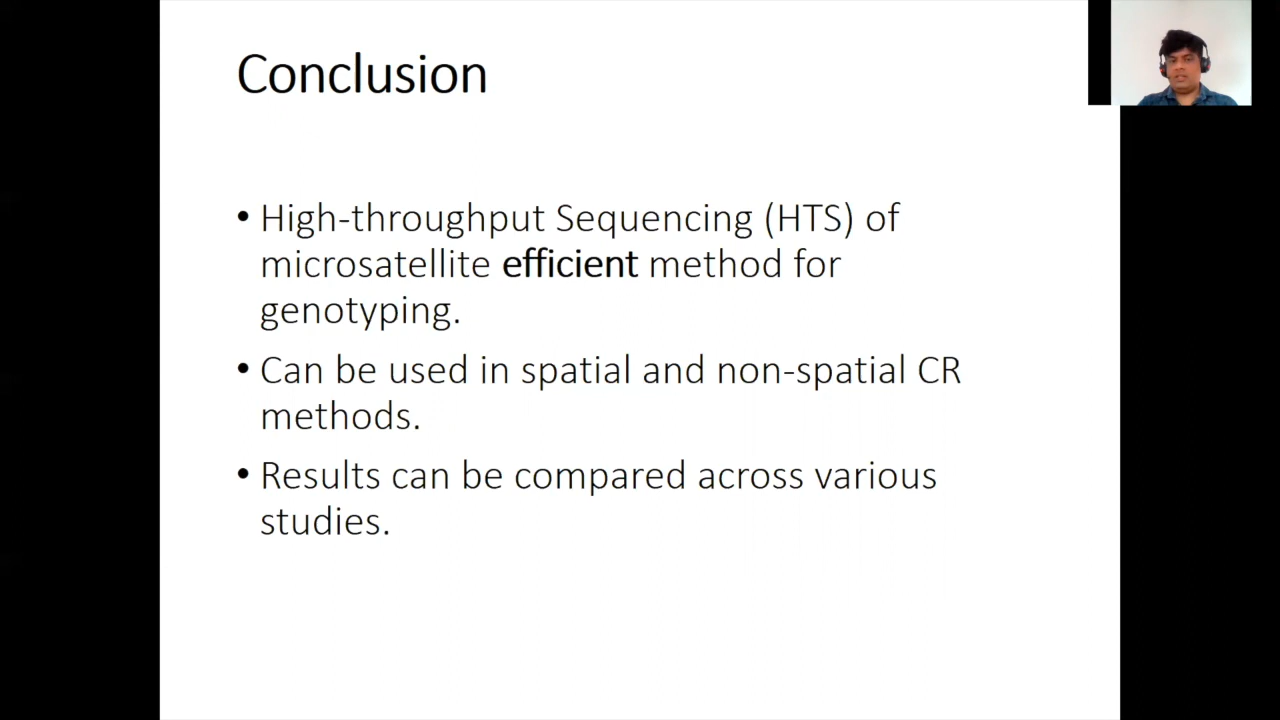 Conclusion
• High-throughput Sequencing (HTS) of
microsatellite efficient method for
genotyping.
• Can be used in spatial and non-spatial CR
methods.
• Results can be compared across various
studies.